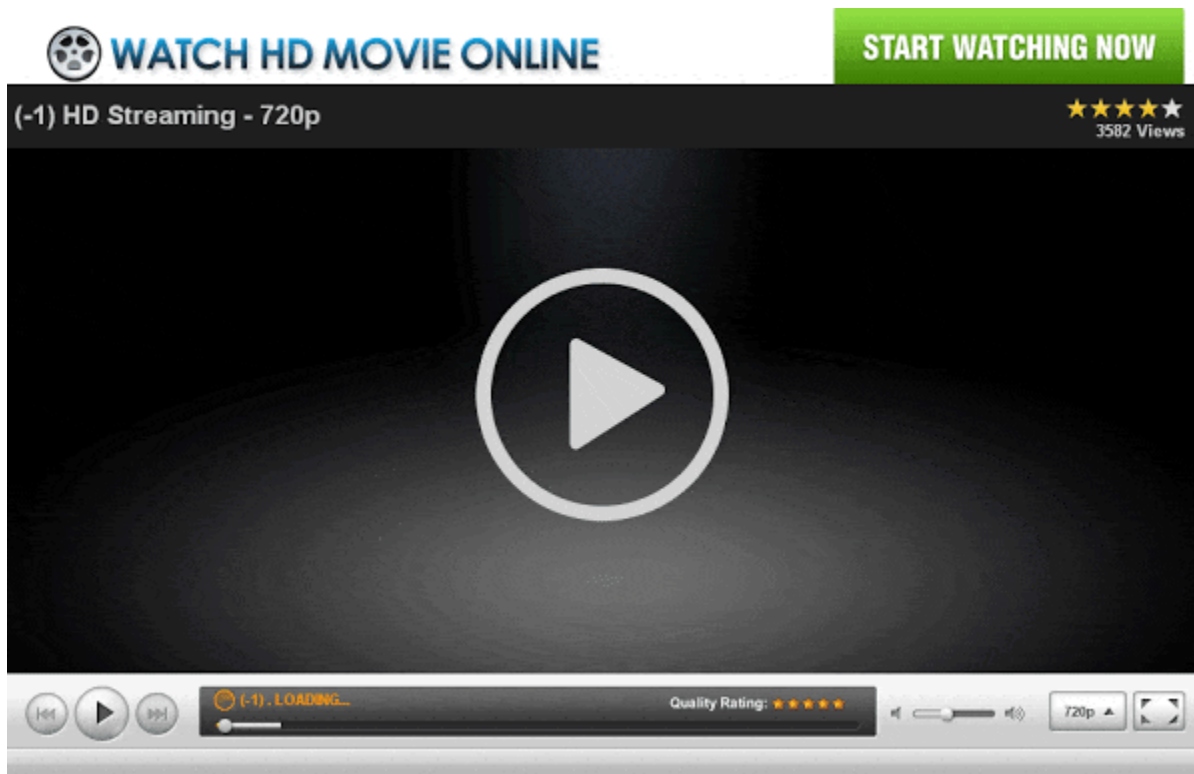 WATCH HD MOVIE ONLINE
START WATCHING NOW
(-1) HD Streaming - 720p
3582 Views
(-1) . LOADING...
Quality Rating:
720p